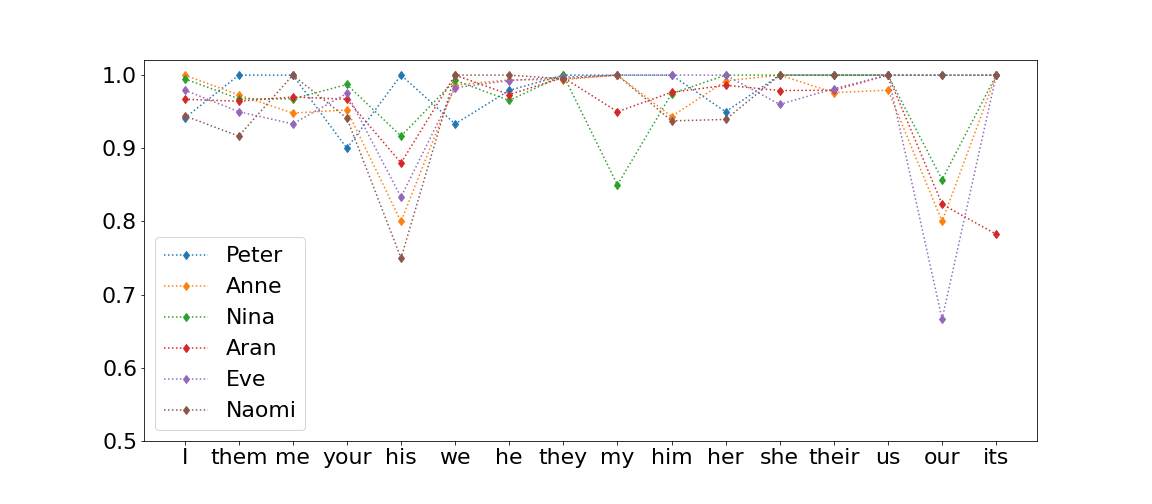 1.0
0.9
0.8
0.7
0.6
0.5
Peter
Anne
Nina
Aran
Eve
Naomi
I them me your his we he they my him her she their us our its